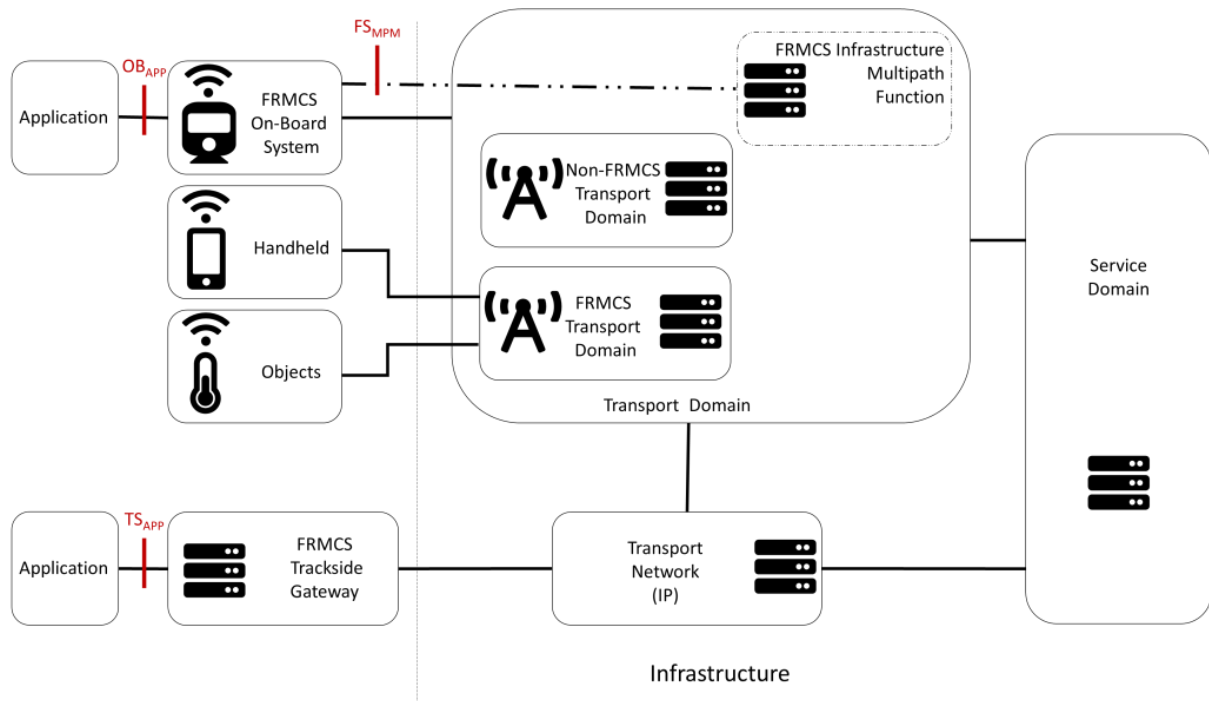 FS_MPM
OB_APP
Application
FRMCS
On-Board
System
FRMCS Infrastructure
Multipath
Function
Non-FRMCS
Transport
Domain
Handheld
FRMCS
Transport
Domain
Objects
Transport Domain
Service
Domain
TS_APP
Application
FRMCS
Trackside
Gateway
Transport
Network
(IP)
Infrastructure